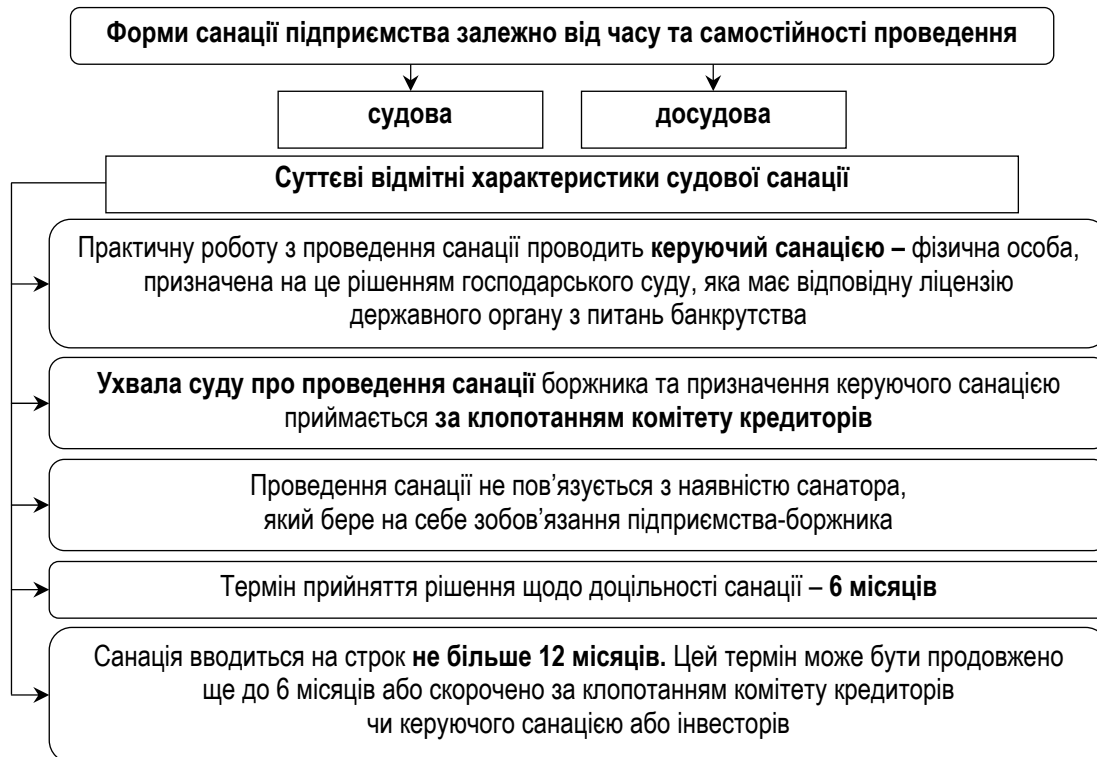 Форми санації підприємства залежно від часу та самостійності проведення
судова
досудова
Суттєві відмітні характеристики судової санації
Практичну роботу з проведення санації проводить керуючий санацією – фізична особа,
призначена на це рішенням господарського суду, яка має відповідну ліцензію
державного органу з питань банкрутства
Ухвала суду про проведення санації боржника та призначення керуючого санацією
приймається за клопотанням комітету кредиторів
Проведення санації не пов’язується з наявністю санатора,
який бере на себе зобов’язання підприємства-боржника
Термін прийняття рішення щодо доцільності санації – 6 місяців
Санація вводиться на строк не більше 12 місяців. Цей термін може бути продовжено
ще до 6 місяців або скорочено за клопотанням комітету кредиторів
чи керуючого санацією або інвесторів